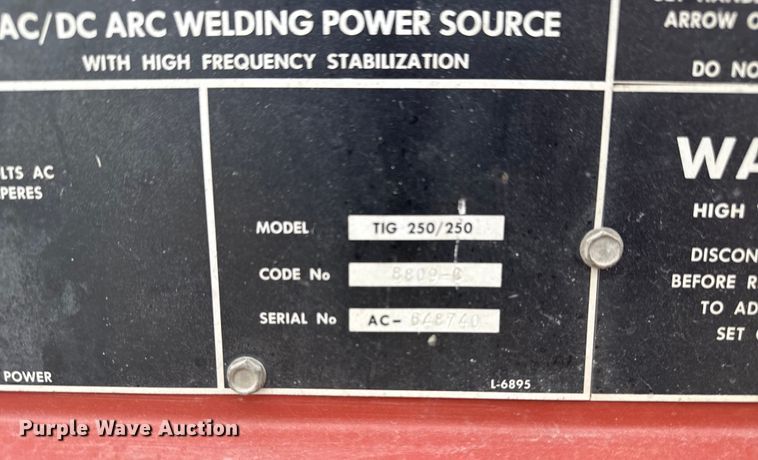 AC/DC ARC WELDING POWER SOURCE
WITH HIGH FREQUENCY STABILIZATION
ARROW O
DO NO
LTS AC
PERES
WA
HIGH
MODEL TIG 250/250
CODE No
SERIAL No AC-
DISCON
BEFORE R
TO AD
SET
POWER
L-6895
Purple Wave Auction